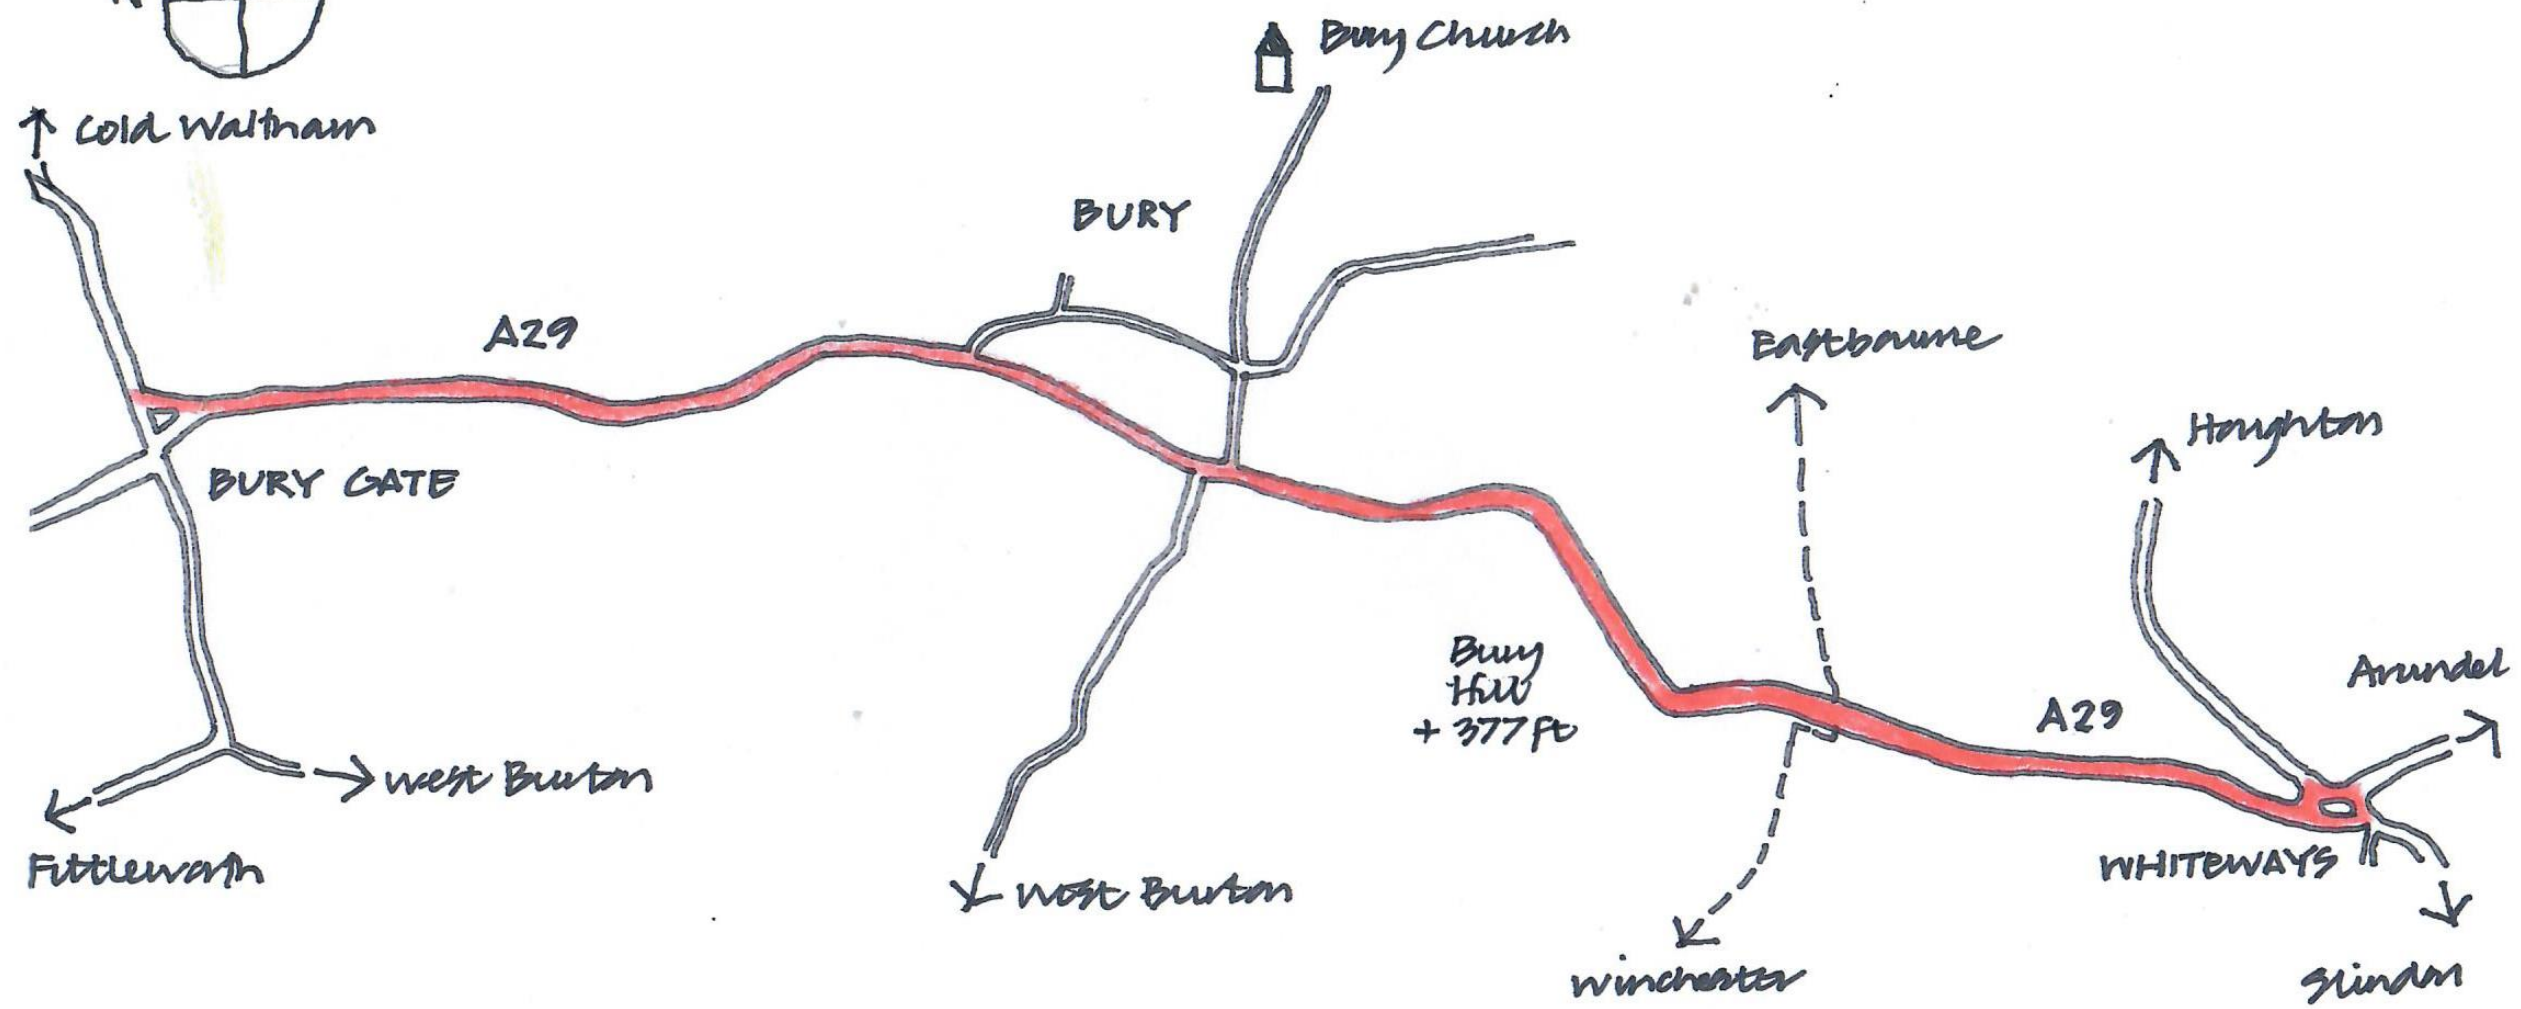 N
Bury Church
Cold Waltham
BURY
A29
Eastbourne
Houghton
BURY GATE
Bury
Hill
+ 377 ft
Arundel
A29
West Burton
Fittleworth
West Burton
WHITEWAYS
Winchester
Slindon